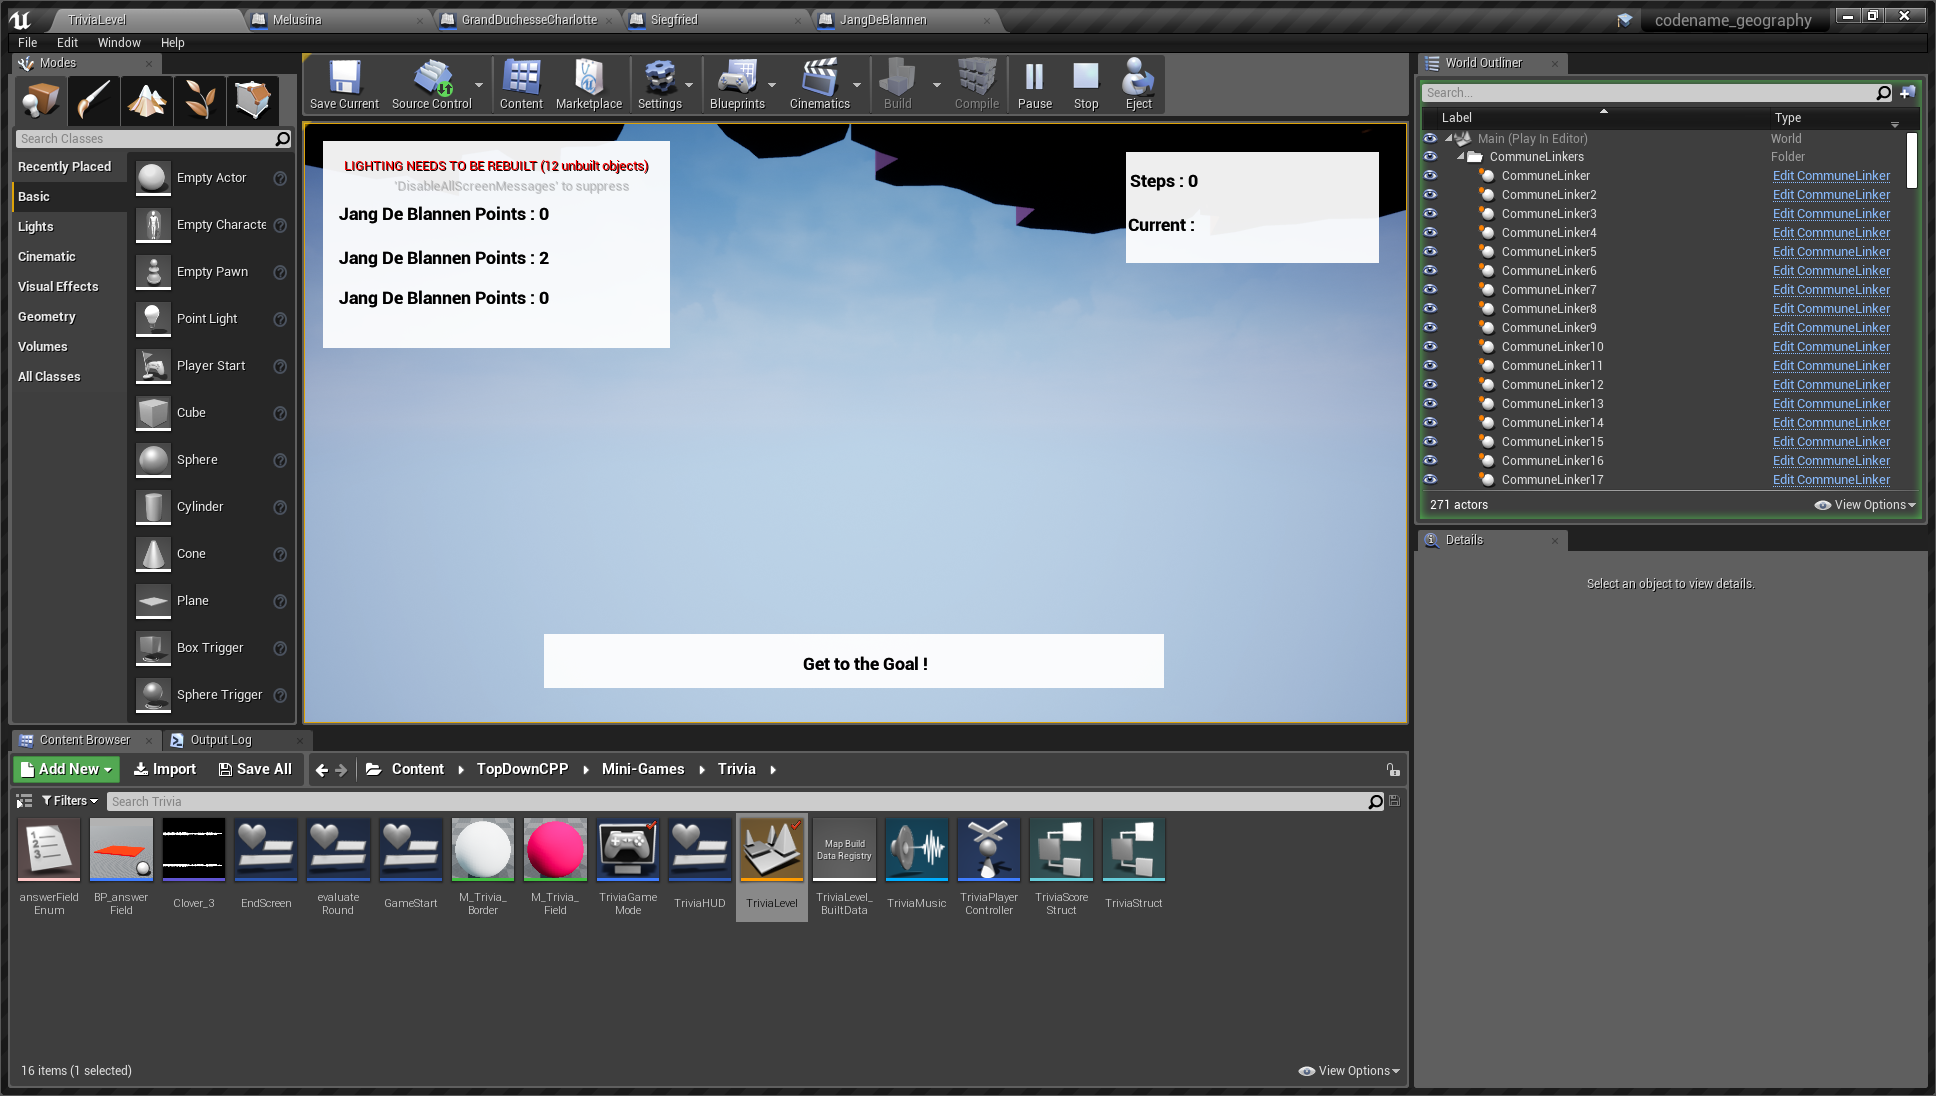 TriviaLevel
Melusina
GrandDuchesseCharlotte
Siegfried
JangDeBlannen
codename_geography
File Edit Window Help
Modes
Save Current
Source Control
Content
Marketplace
Settings
Blueprints
Cinematics
Build
Compile
Pause
Stop
Eject
Search Classes
Recently Placed
Basic
Lights
Cinematic
Visual Effects
Geometry
Volumes
All Classes
Empty Actor
Empty Characte
Empty Pawn
Point Light
Player Start
Cube
Sphere
Cylinder
Cone
Plane
Box Trigger
Sphere Trigger
LIGHTING NEEDS TO BE REBUILT (12 unbuilt objects)
'DisableAllScreenMessages' to suppress
Jang De Blannen Points : 0
Jang De Blannen Points : 2
Jang De Blannen Points : 0
Steps : 0
Current :
Get to the Goal !
World Outliner
Search...
Label Type
Main (Play In Editor) World
CommuneLinkers Folder
CommuneLinker Edit CommuneLinker
CommuneLinker2 Edit CommuneLinker
CommuneLinker3 Edit CommuneLinker
CommuneLinker4 Edit CommuneLinker
CommuneLinker5 Edit CommuneLinker
CommuneLinker6 Edit CommuneLinker
CommuneLinker7 Edit CommuneLinker
CommuneLinker8 Edit CommuneLinker
CommuneLinker9 Edit CommuneLinker
CommuneLinker10 Edit CommuneLinker
CommuneLinker11 Edit CommuneLinker
CommuneLinker12 Edit CommuneLinker
CommuneLinker13 Edit CommuneLinker
CommuneLinker14 Edit CommuneLinker
CommuneLinker15 Edit CommuneLinker
CommuneLinker16 Edit CommuneLinker
CommuneLinker17 Edit CommuneLinker
271 actors
View Options
Details
Select an object to view details.
Content Browser
Output Log
Add New
Import
Save All
Content
TopDownCPP
Mini-Games
Trivia
Filters
Search Trivia
1
2
3
Map Build
Data Registry
answerField
Enum
BP_answer
Field
Clover_3
EndScreen
evaluate
Round
GameStart
M_Trivia_
Border
M_Trivia_
Field
TriviaGame
Mode
TriviaHUD
TriviaLevel
TriviaLevel_
BuiltData
TriviaMusic
TriviaPlayer
Controller
TriviaScore
Struct
TriviaStruct
16 items (1 selected)
View Options